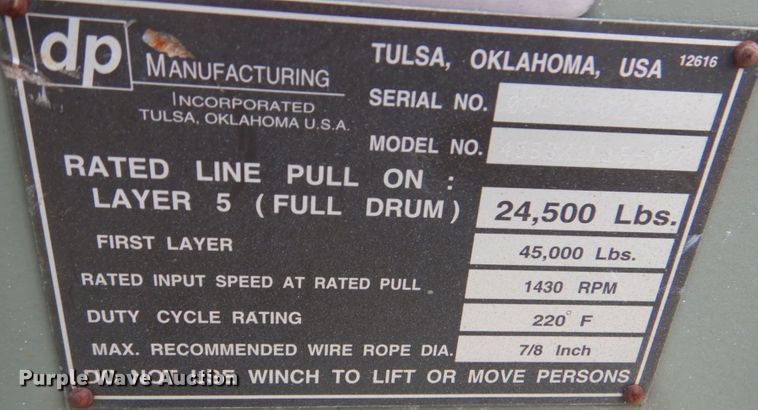 dp
MANUFACTURING
INCORPORATED
TULSA, OKLAHOMA U.S.A.
TULSA, OKLAHOMA, USA 12616
SERIAL NO.
MODEL NO.
RATED LINE PULL ON :
LAYER 5 (FULL DRUM) 24,500 Lbs.
FIRST LAYER 45,000 Lbs.
RATED INPUT SPEED AT RATED PULL 1430 RPM
DUTY CYCLE RATING 220° F
MAX. RECOMMENDED WIRE ROPE DIA. 7/8 Inch
DO NOT USE WINCH TO LIFT OR MOVE PERSONS
Purple Wave Auction